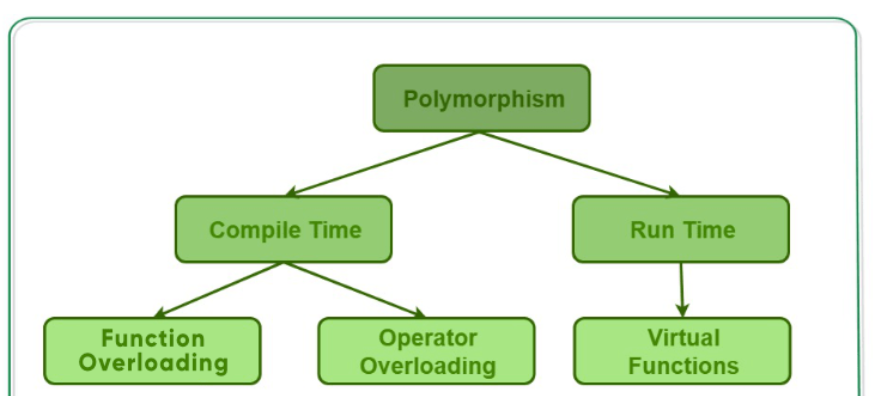 Polymorphism
Compile Time
Run Time
Function
Overloading
Operator
Overloading
Virtual
Functions